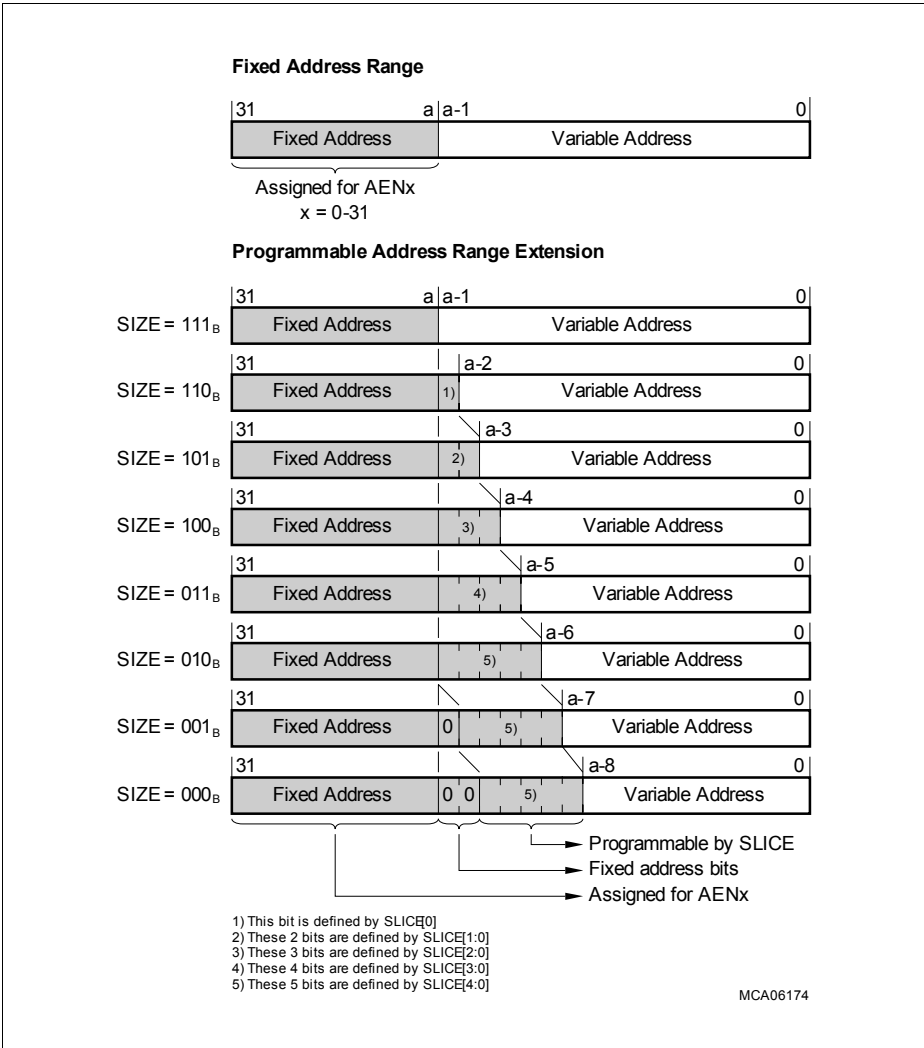 Fixed Address Range
31 a a-1 0
Fixed Address Variable Address
Assigned for AENx
x = 0-31
Programmable Address Range Extension
31 a a-1 0
SIZE = 111B Fixed Address Variable Address
31 a-2 0
SIZE = 110B Fixed Address 1) Variable Address
31 a-3 0
SIZE = 101B Fixed Address 2) Variable Address
31 a-4 0
SIZE = 100B Fixed Address 3) Variable Address
31 a-5 0
SIZE = 011B Fixed Address 4) Variable Address
31 a-6 0
SIZE = 010B Fixed Address 5) Variable Address
31 a-7 0
SIZE = 001B Fixed Address 0 5) Variable Address
31 a-8 0
SIZE = 000B Fixed Address 0 0 5) Variable Address
Programmable by SLICE
Fixed address bits
Assigned for AENx
1) This bit is defined by SLICE[0]
2) These 2 bits are defined by SLICE[1:0]
3) These 3 bits are defined by SLICE[2:0]
4) These 4 bits are defined by SLICE[3:0]
5) These 5 bits are defined by SLICE[4:0]
MCA06174